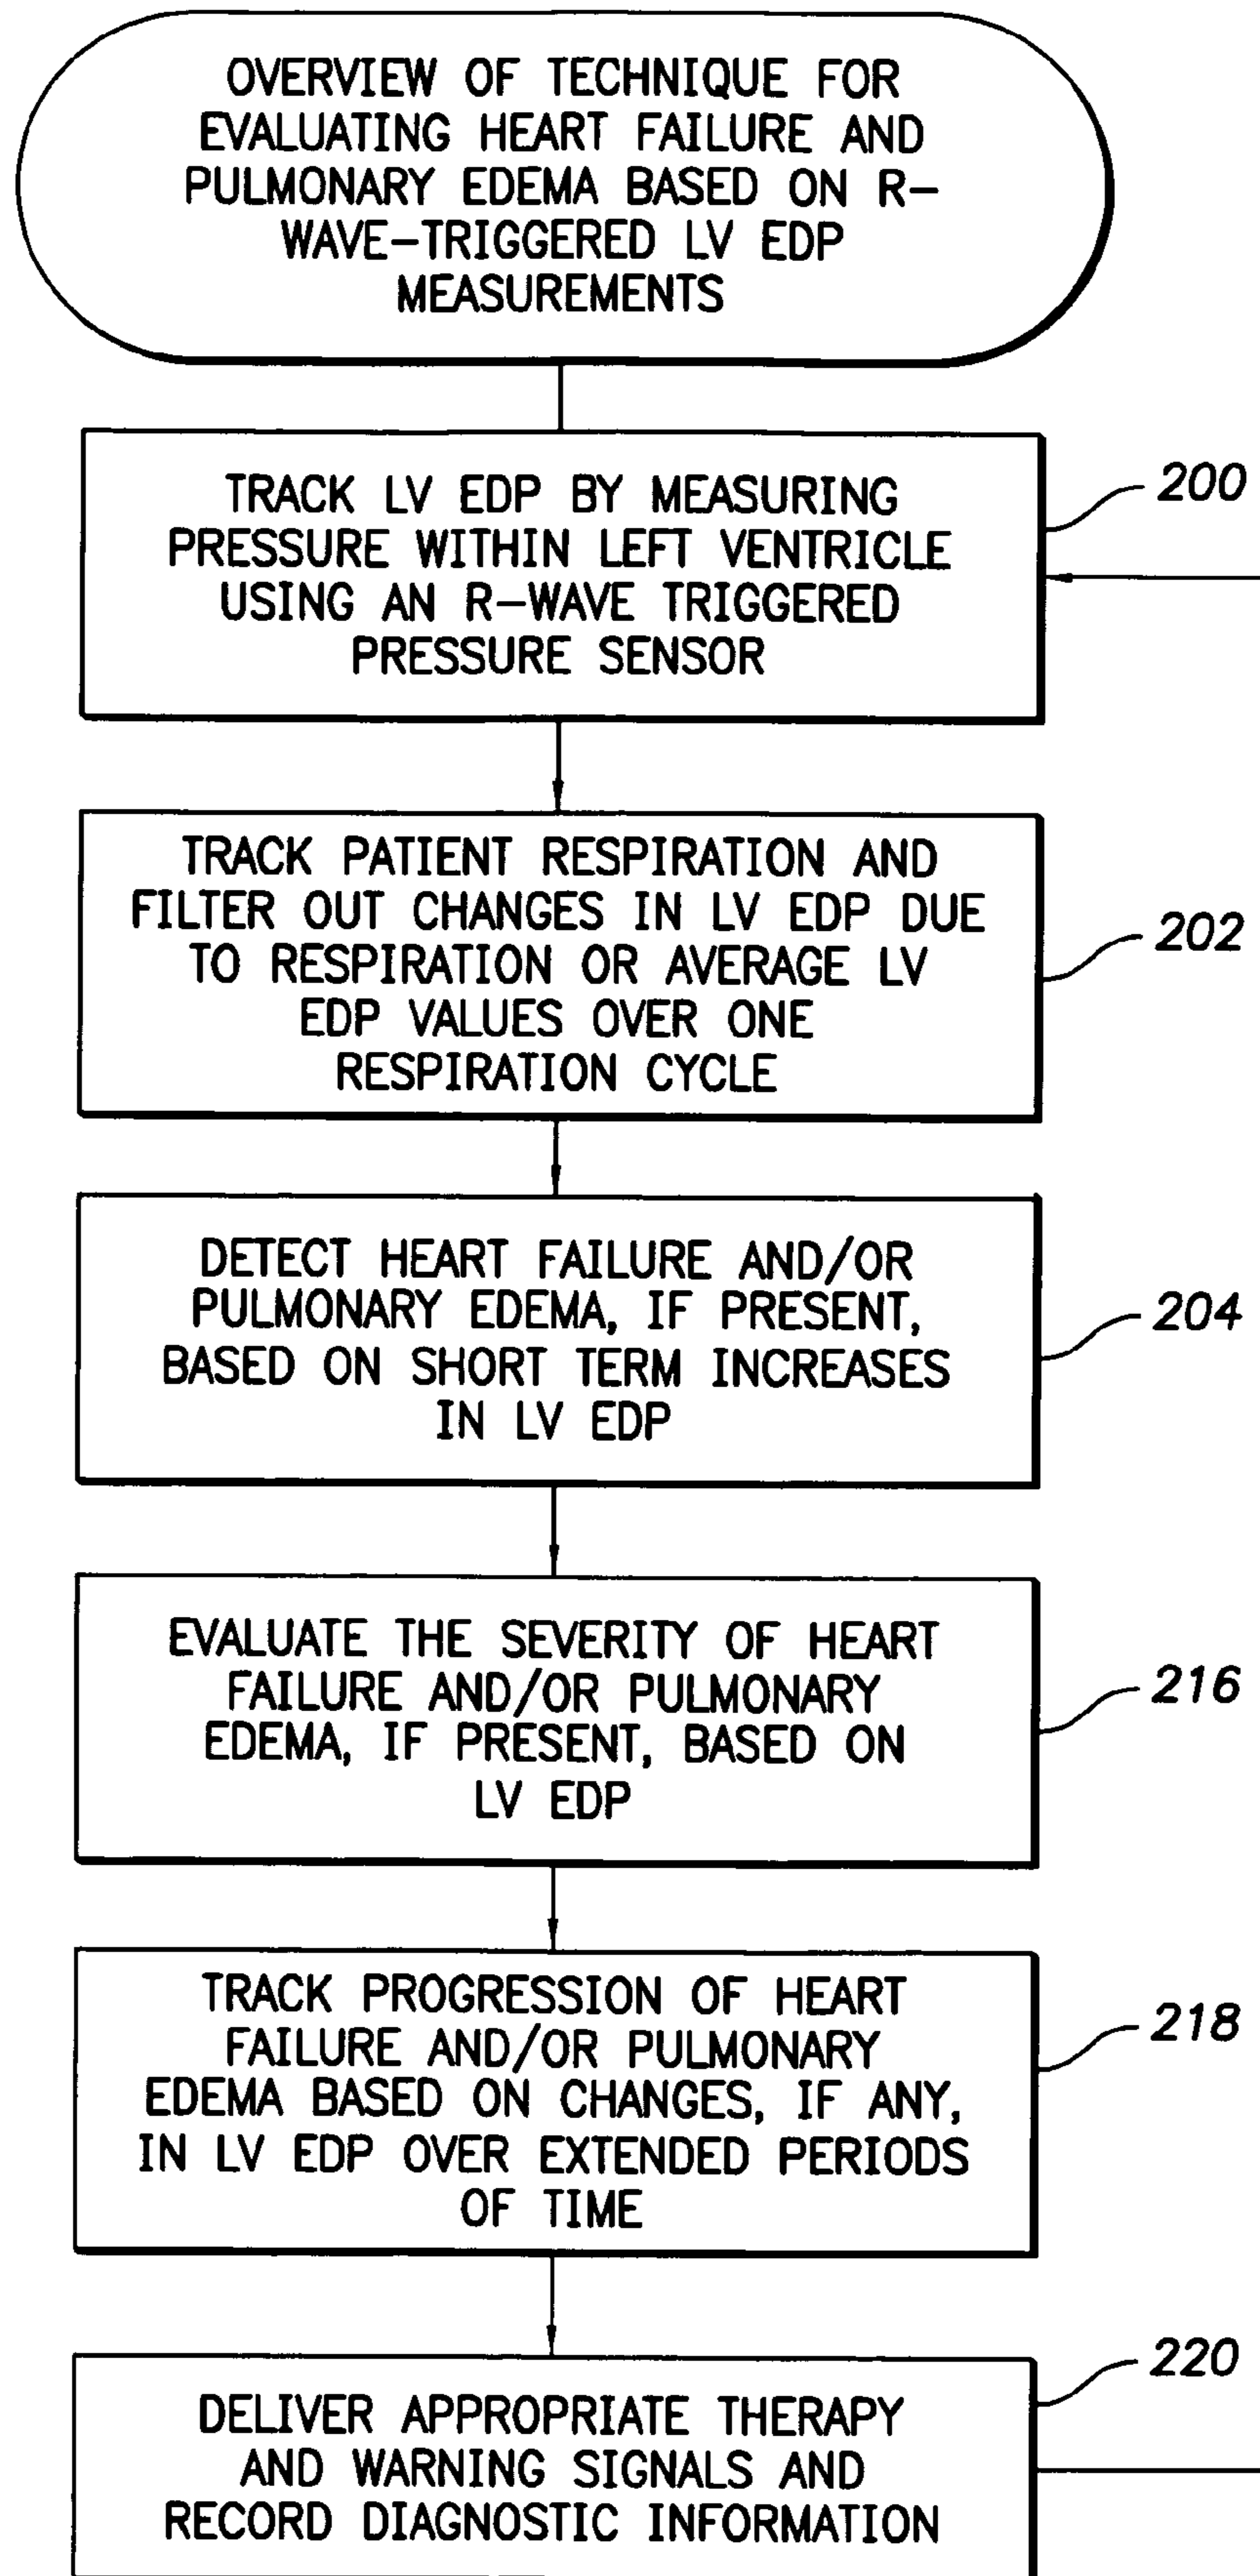 OVERVIEW OF TECHNIQUE FOR
EVALUATING HEART FAILURE AND
PULMONARY EDEMA BASED ON R-
WAVE-TRIGGERED LV EDP
MEASUREMENTS
TRACK LV EDP BY MEASURING
PRESSURE WITHIN LEFT VENTRICLE
USING AN R-WAVE TRIGGERED
PRESSURE SENSOR
200
TRACK PATIENT RESPIRATION AND
FILTER OUT CHANGES IN LV EDP DUE
TO RESPIRATION OR AVERAGE LV
EDP VALUES OVER ONE
RESPIRATION CYCLE
202
DETECT HEART FAILURE AND/OR
PULMONARY EDEMA, IF PRESENT,
BASED ON SHORT TERM INCREASES
IN LV EDP
204
EVALUATE THE SEVERITY OF HEART
FAILURE AND/OR PULMONARY
EDEMA, IF PRESENT, BASED ON
LV EDP
216
TRACK PROGRESSION OF HEART
FAILURE AND/OR PULMONARY
EDEMA BASED ON CHANGES, IF ANY,
IN LV EDP OVER EXTENDED PERIODS
OF TIME
218
DELIVER APPROPRIATE THERAPY
AND WARNING SIGNALS AND
RECORD DIAGNOSTIC INFORMATION
220